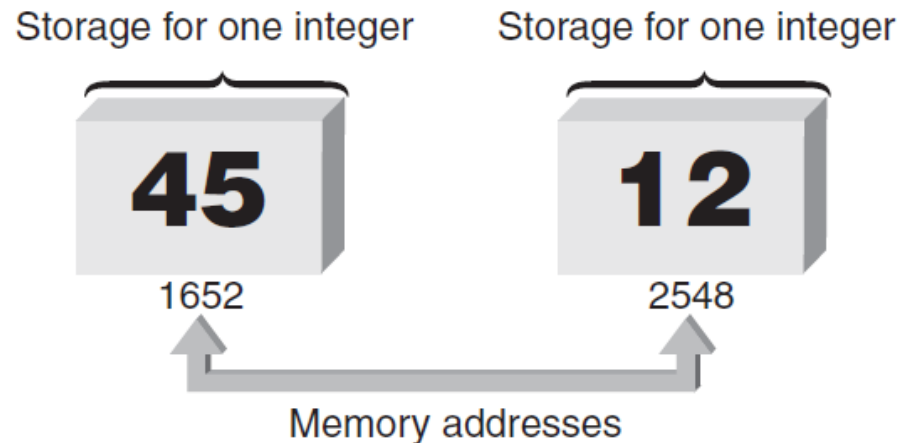 Storage for one integer
Storage for one integer
45
12
1652
2548
Memory addresses